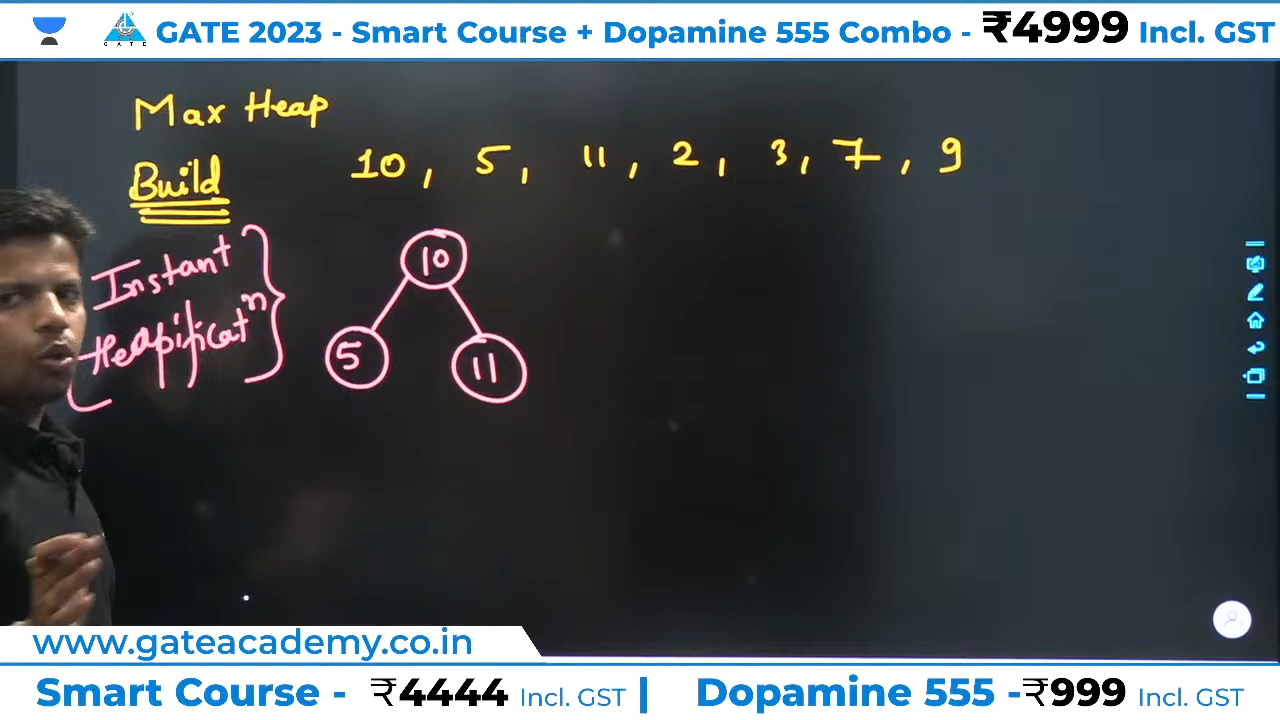 GATE
GATE 2023 - Smart Course + Dopamine 555 Combo - ₹4999 Incl. GST
Max Heap
Build
10, 5, 11, 2, 3, 7, 9
Instant
Heapificatⁿ
10
5
11
www.gateacademy.co.in
Smart Course - ₹4444 Incl. GST | Dopamine 555 -₹999 Incl. GST